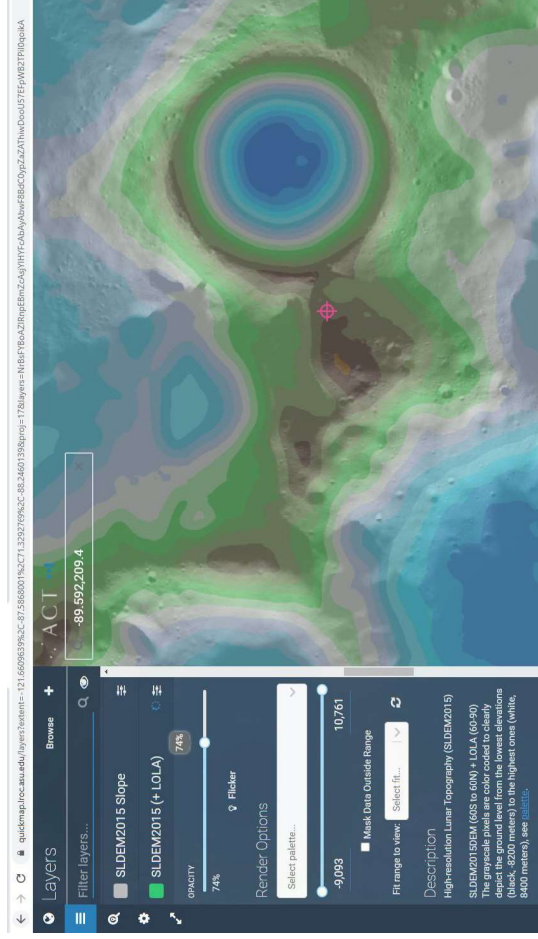 quickmap.lroc.asu.edu/layers?extent=-121.6609639%2C-87.5868001%2C71.3292769%2C-88.2460139&proj=17&layers=NrBsFYBoAZIRnpEBmZcAsjYIHYFcAbAyAbwF8BdC0ypZaZAThiwDooU57EFpWB2TPil0qoikA
Layers
Browse
+
Filter layers...
SLDEM2015 Slope
SLDEM2015 (+ LOLA)
OPACITY
74%
74%
Flicker
Render Options
Select palette...
-9,093
10,761
Mask Data Outside Range
Fit range to view:
Select fit...
Description
High-resolution Lunar Topography (SLDEM2015)
SLDEM2015DEM (60S to 60N) + LOLA (60-90)
The grayscale pixels are color coded to clearly
depict the ground level from the lowest elevations
(black, -8200 meters) to the highest ones (white,
8400 meters), see palette.
ACT
-89.592,209.4